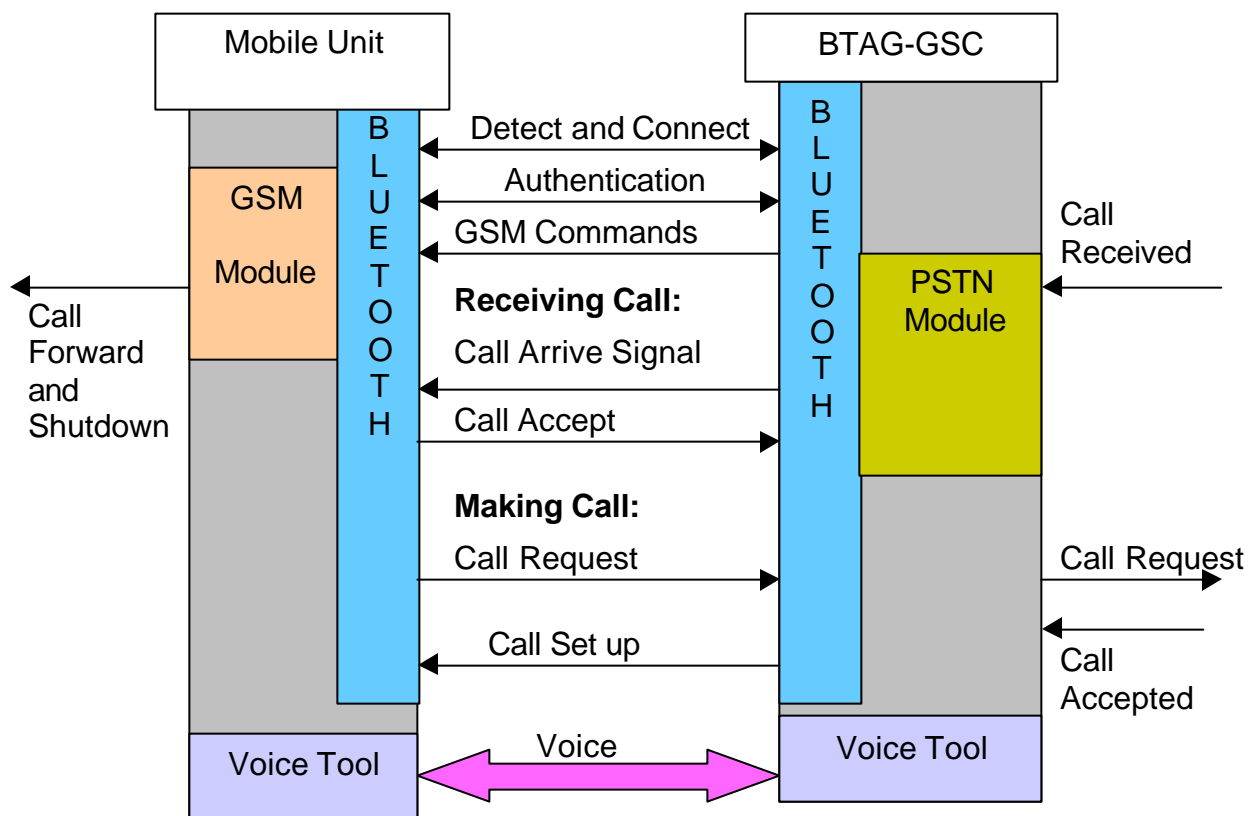 Mobile Unit
BTAG-GSC
BLUETOOTH
BLUETOOTH
Detect and Connect
Authentication
GSM Commands
GSM
Module
Call
Forward
and
Shutdown
Receiving Call:
Call Arrive Signal
Call Accept
PSTN
Module
Call
Received
Making Call:
Call Request
Call Set up
Call Request
Call
Accepted
Voice Tool
Voice
Voice Tool